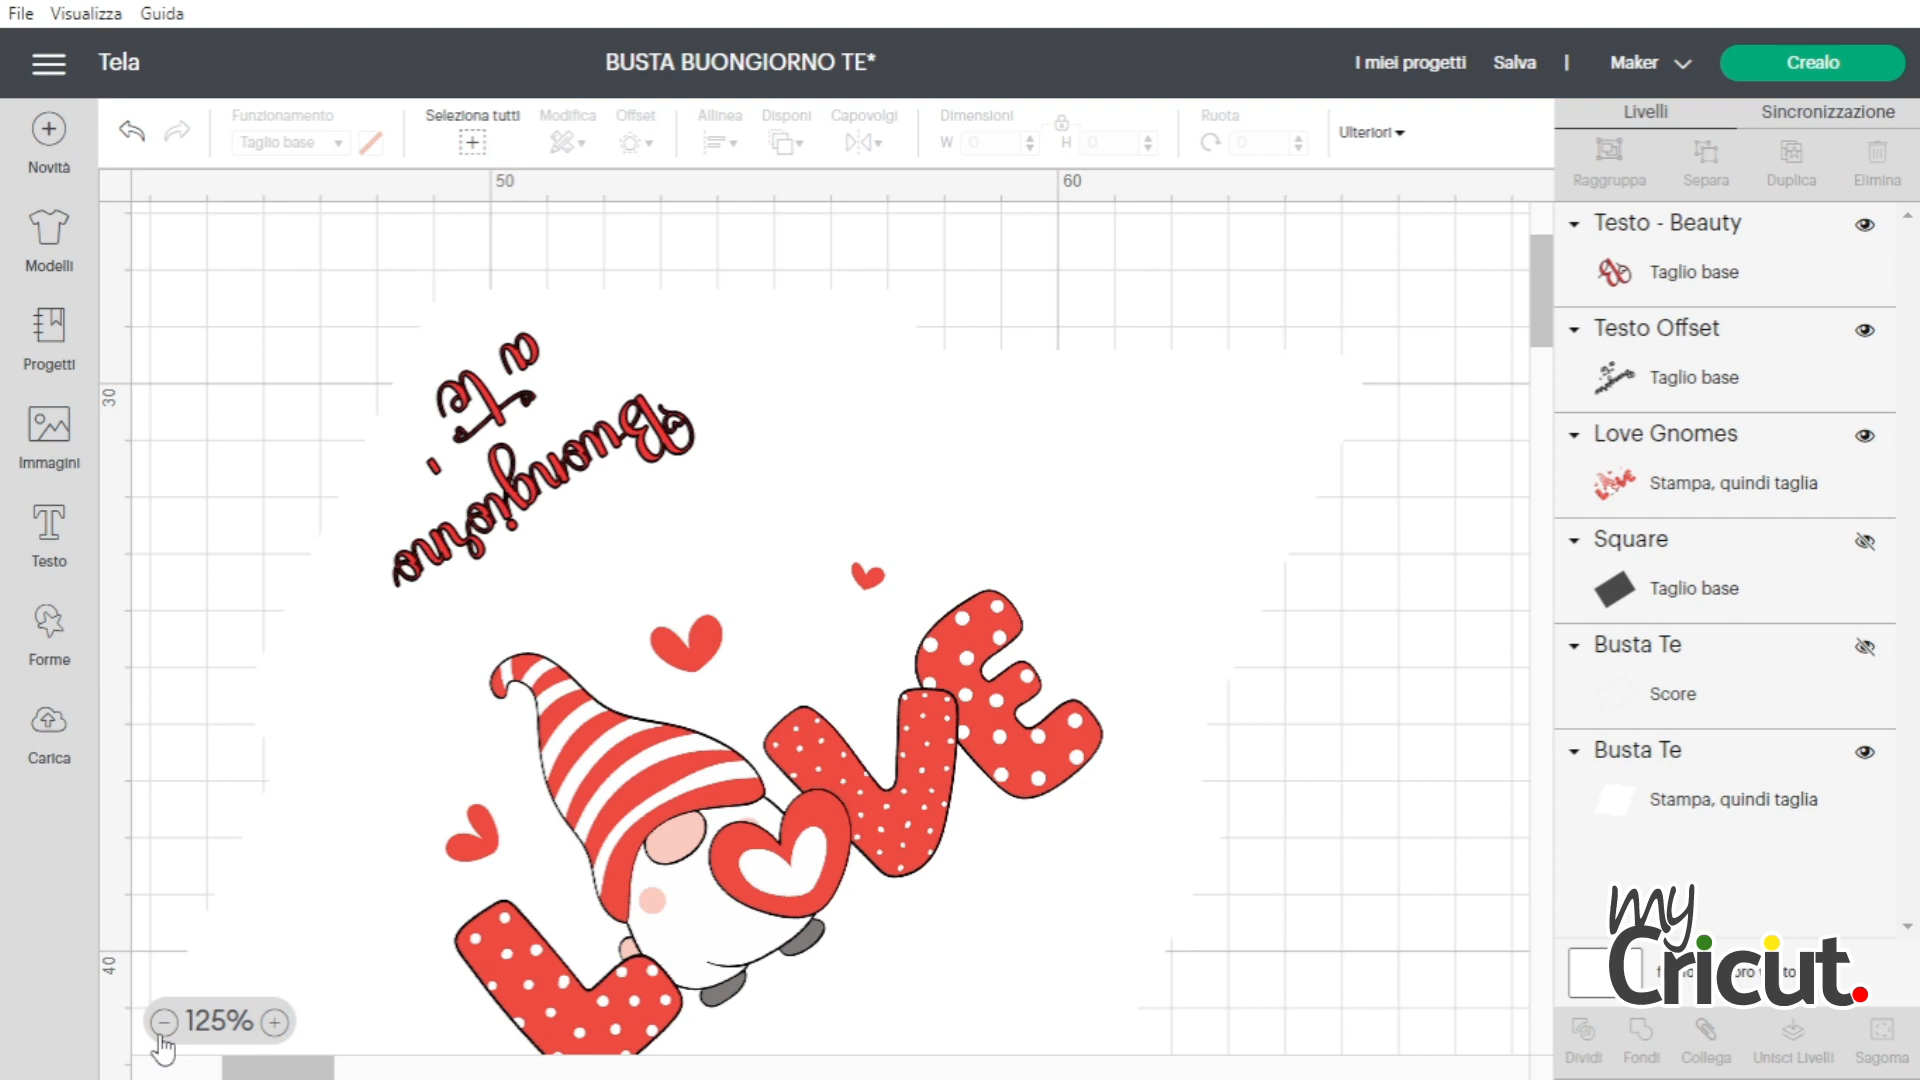 File Visualizza Guida
Tela
BUSTA BUONGIORNO TE*
I miei progetti Salva | Maker
Crealo
Funzionamento
Taglio base
Seleziona tutti Modifica Offset
Allinea Disponi Capovolgi
Dimensioni
W 0 H 0
Ruota
0
Ulteriori
Livelli Sincronizzazione
Raggruppa Separa Duplica Elimina
Novità
Modelli
Progetti
Immagini
Testo
Forme
Carica
50 60
30
40
Buongiorno
a te
LOVE
125%
Testo - Beauty
Taglio base
Testo Offset
Taglio base
Love Gnomes
Stampa, quindi taglia
Square
Taglio base
Busta Te
Score
Busta Te
Stampa, quindi taglia
my
Cricut.
Dividi Fondi Collega Unisci Livelli Sagoma